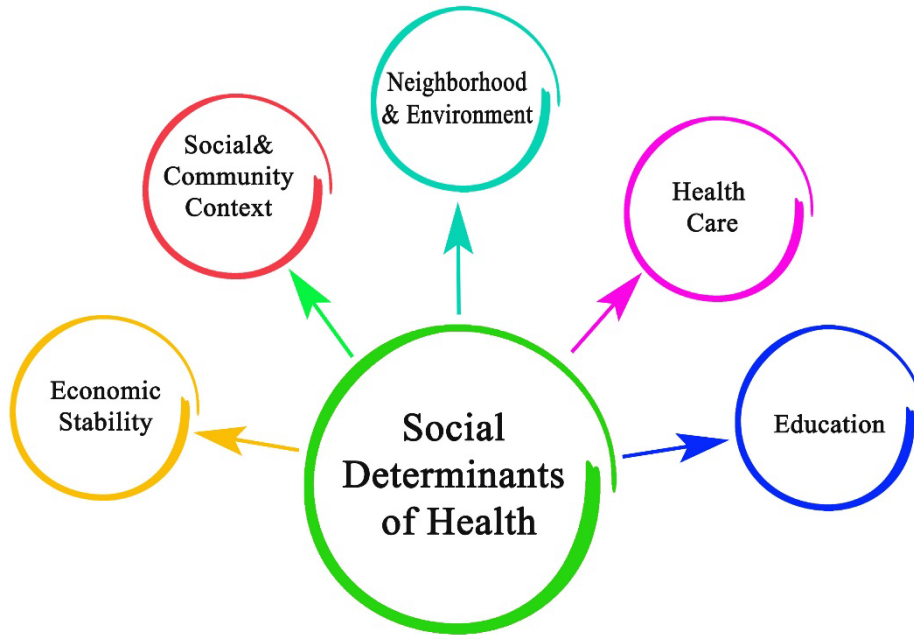 Neighborhood
& Environment
Social&
Community
Context
Health
Care
Economic
Stability
Education
Social
Determinants
of Health